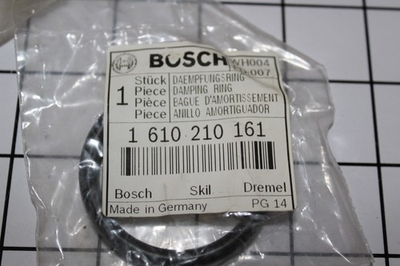 BOSCH WH004
007
1 Stück DAEMPFUNGSRING
Piece DAMPING RING
Pièce BAGUE D'AMORTISSEMENT
Pieza ANILLO AMORTIGUADOR
1 610 210 161
Bosch Skil Dremel
Made in Germany PG 14